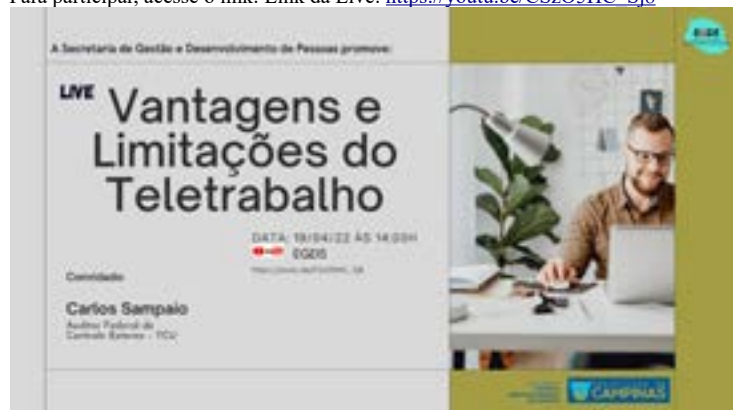 Para participar, acesse o link: Link da Live:
A Secretaria de Gestão e Desenvolvimento de Pessoas promove:
LIVE
Vantagens e
Limitações do
Teletrabalho
DATA: 19/04/22 ÀS 14:00H
EGDS
Convidado
Carlos Sampaio
Auditor Federal de
Controle Externo - TCU
CAMPINAS